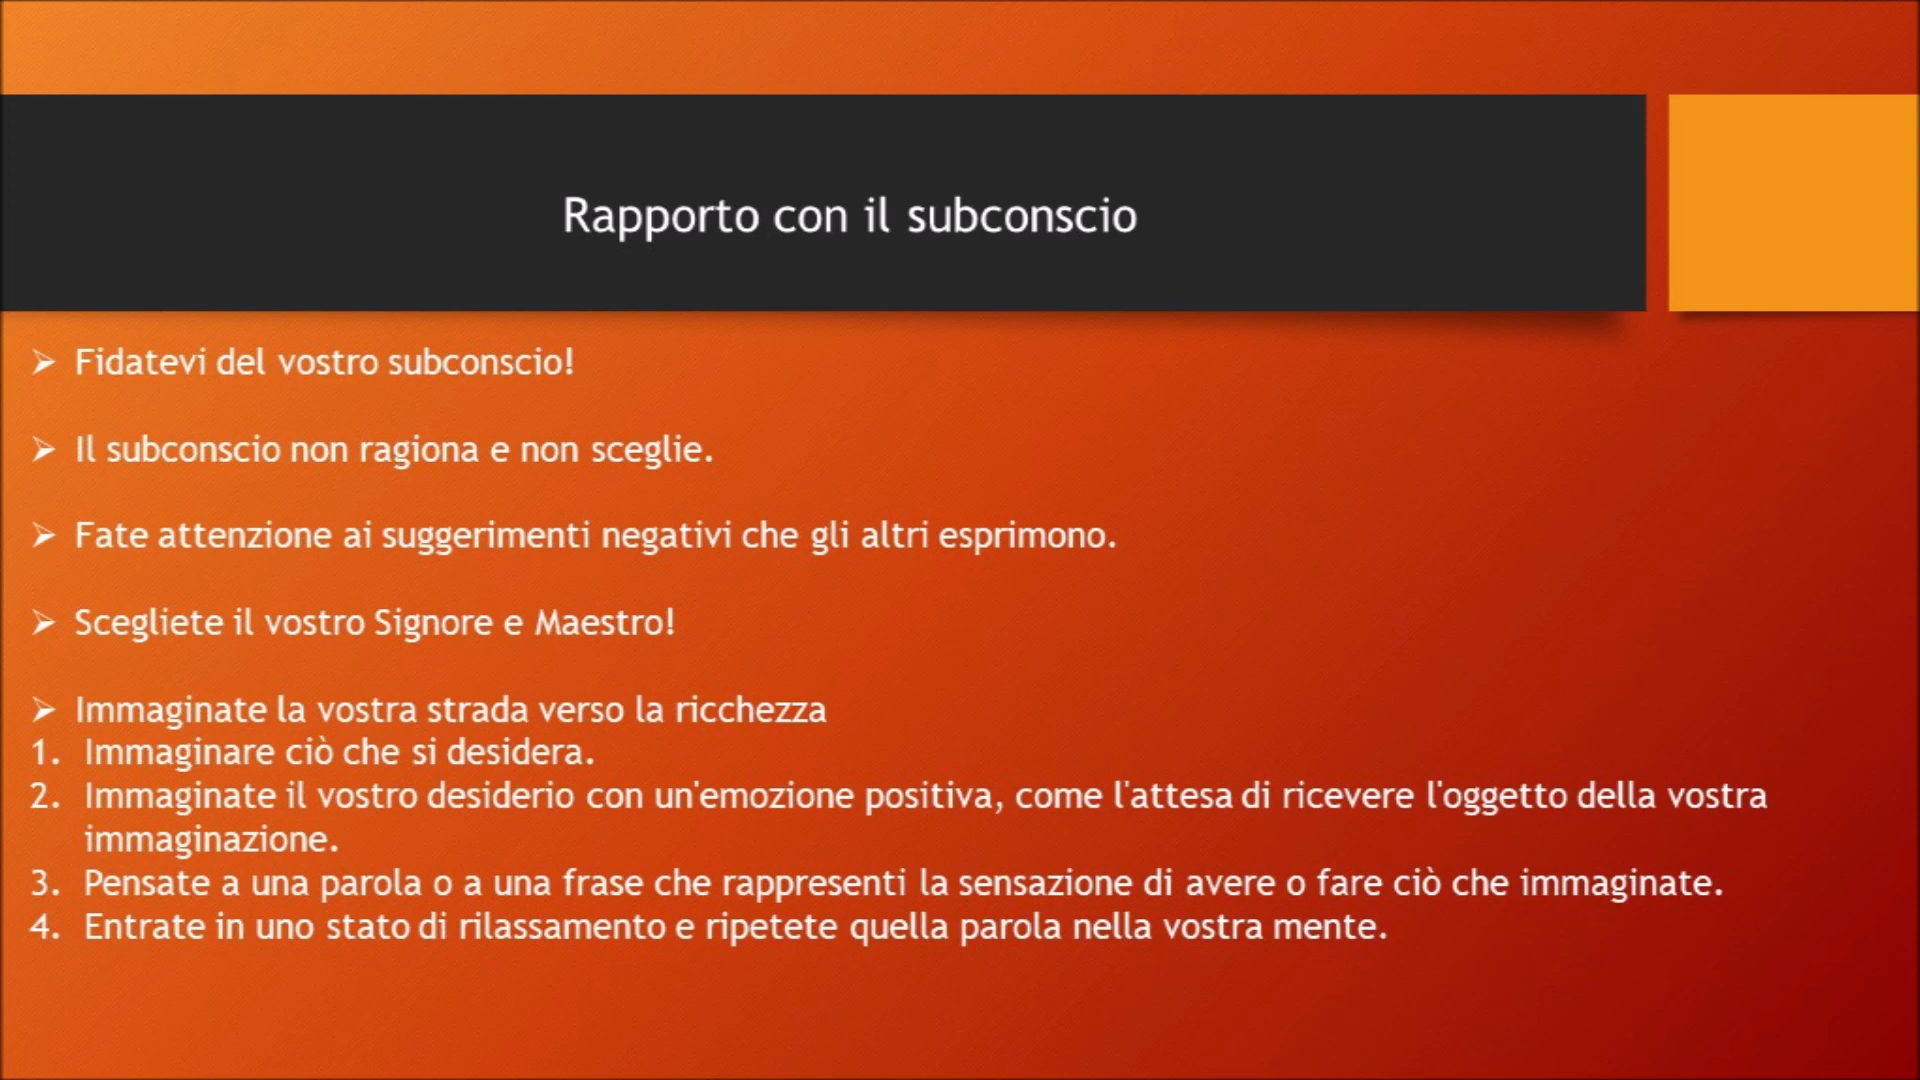 Rapporto con il subconscio
➢ Fidatevi del vostro subconscio!
➢ Il subconscio non ragiona e non sceglie.
➢ Fate attenzione ai suggerimenti negativi che gli altri esprimono.
➢ Scegliete il vostro Signore e Maestro!
➢ Immaginate la vostra strada verso la ricchezza
1. Immaginare ciò che si desidera.
2. Immaginate il vostro desiderio con un'emozione positiva, come l'attesa di ricevere l'oggetto della vostra
immaginazione.
3. Pensate a una parola o a una frase che rappresenti la sensazione di avere o fare ciò che immaginate.
4. Entrate in uno stato di rilassamento e ripetete quella parola nella vostra mente.